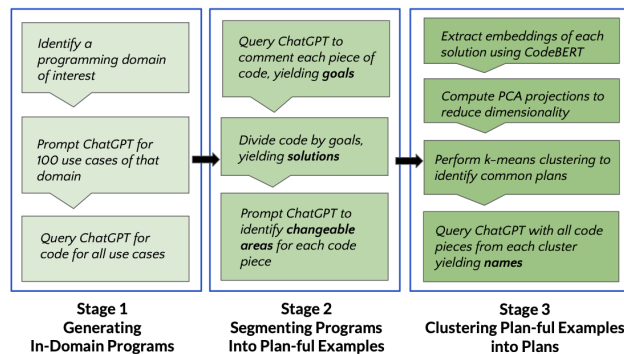 Identify a
programming domain
of interest
Prompt ChatGPT for
100 use cases of that
domain
Query ChatGPT for
code for all use cases
Stage 1
Generating
In-Domain Programs
Query ChatGPT to
comment each piece of
code, yielding goals
Divide code by goals,
yielding solutions
Prompt ChatGPT to
identify changeable
areas for each code
piece
Stage 2
Segmenting Programs
Into Plan-ful Examples
Extract embeddings of each
solution using CodeBERT
Compute PCA projections to
reduce dimensionality
Perform k-means clustering to
identify common plans
Query ChatGPT with all code
pieces from each cluster
yielding names
Stage 3
Clustering Plan-ful Examples
into Plans